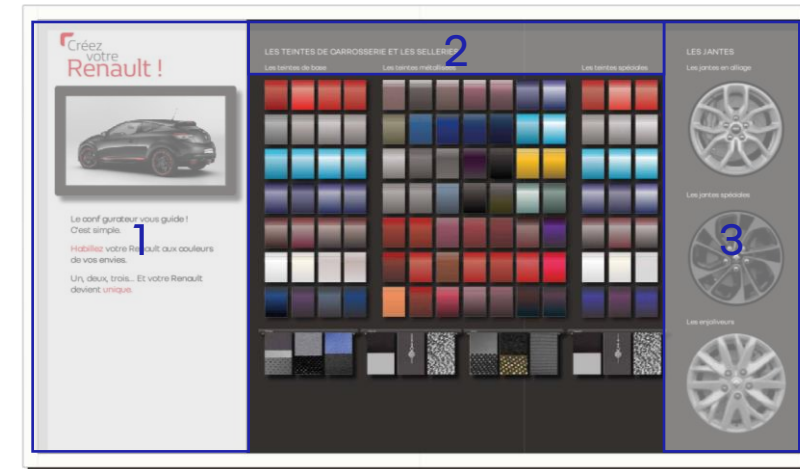 Créez
votre
Renault !
Le configurateur vous guide !
C'est simple.
Habillez votre Renault aux couleurs
de vos envies.
Un, deux, trois... Et votre Renault
devient unique.
1
LES TEINTES DE CARROSSERIE ET LES SELLERIES
2
Les teintes de base
Les teintes métallisées
Les teintes spéciales
LES JANTES
Les jantes en alliage
Les jantes spéciales
3
Les enjoliveurs